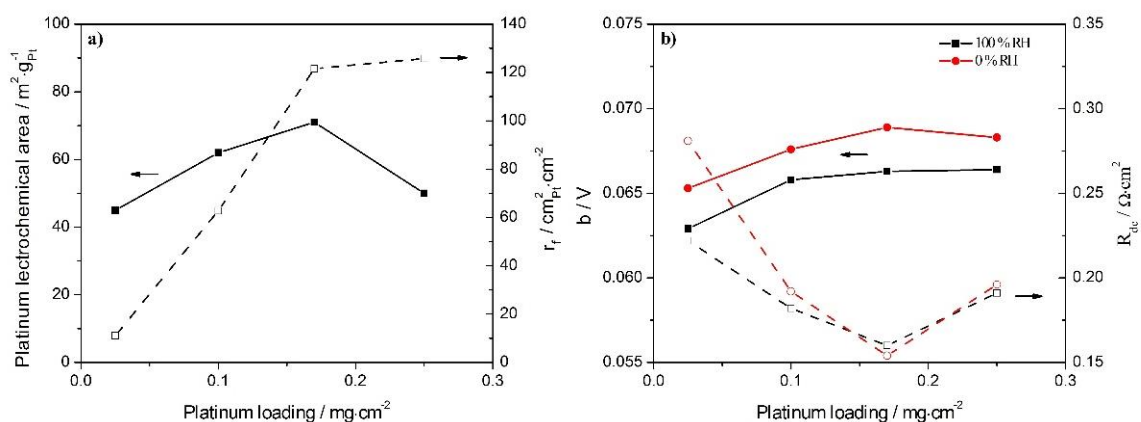 a)
100
80
60
40
20
0
Platinum lectrochemical area / m²·g⁻¹Pt
140
120
100
80
60
40
20
0
r_f / cm²Pt·cm⁻²
0.0 0.1 0.2 0.3
Platinum loading / mg·cm⁻²
b)
100 % RH
0 % RH
0.075
0.070
0.065
0.060
0.055
b / V
0.35
0.30
0.25
0.20
0.15
R_dc / Ω·cm²
0.0 0.1 0.2 0.3
Platinum loading / mg·cm⁻²